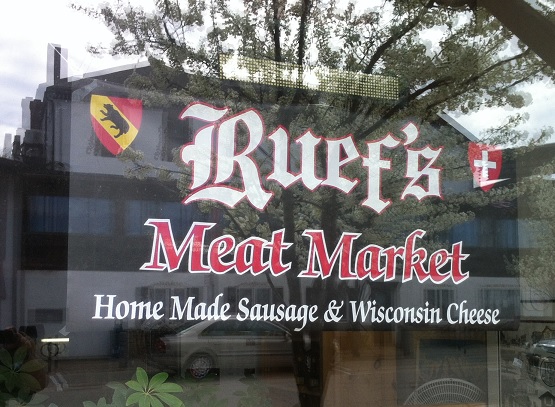 Ruef's
Meat Market
Home Made Sausage & Wisconsin Cheese